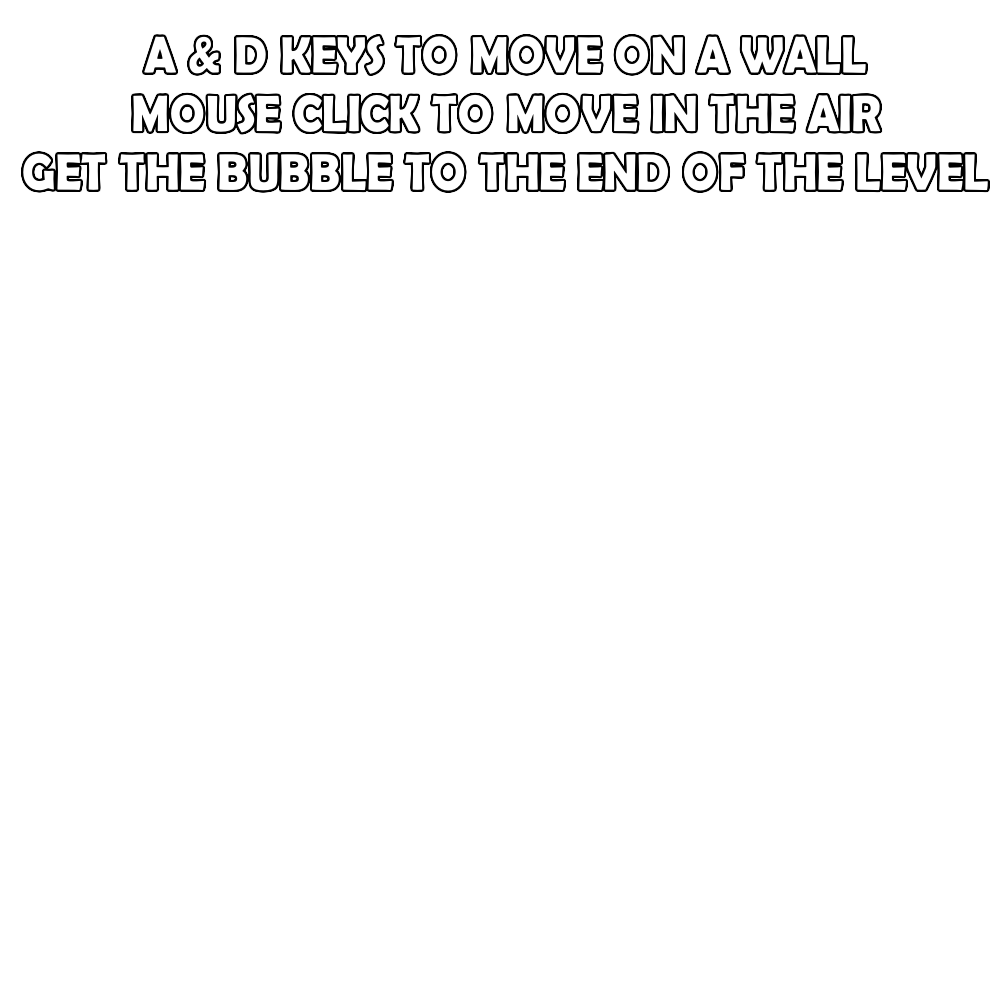 A & D KEYS TO MOVE ON A WALL
MOUSE CLICK TO MOVE IN THE AIR
GET THE BUBBLE TO THE END OF THE LEVEL